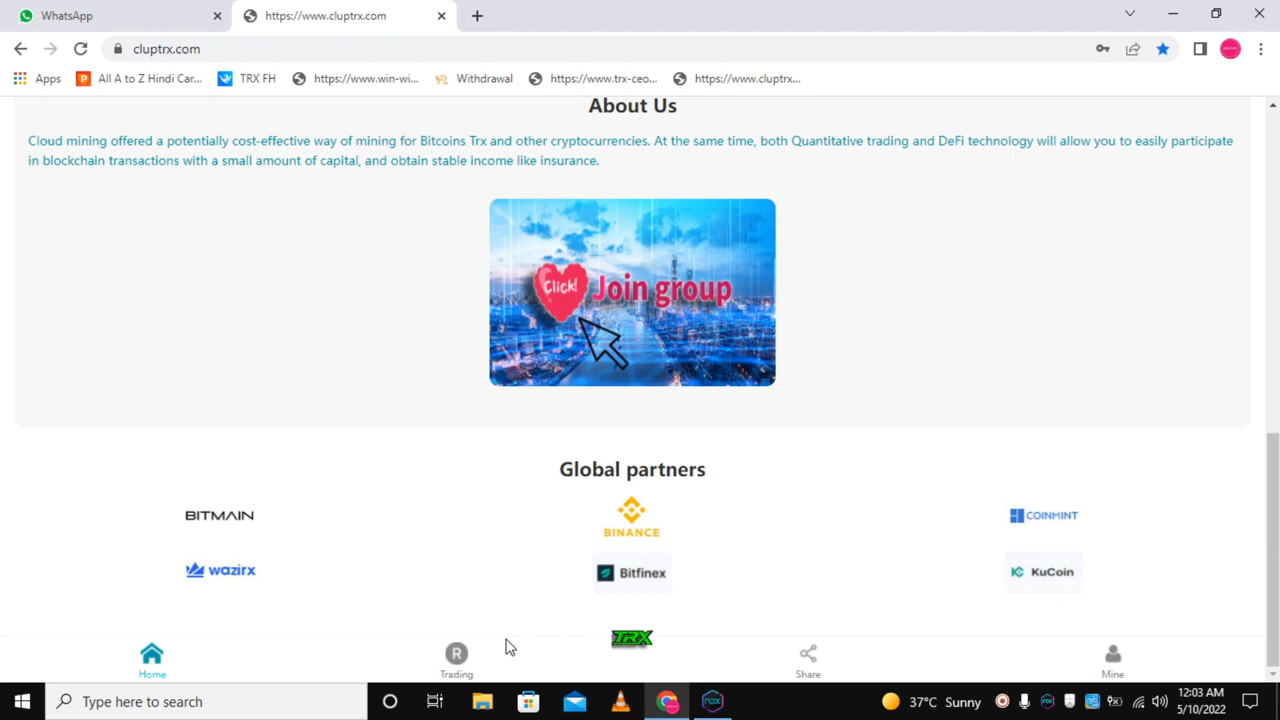 WhatsApp
https://www.cluptrx.com
cluptrx.com
Apps
All A to Z Hindi Car...
TRX FH
https://www.win-wi...
Withdrawal
https://www.trx-ceo...
https://www.cluptrx...
About Us
Cloud mining offered a potentially cost-effective way of mining for Bitcoins Trx and other cryptocurrencies. At the same time, both Quantitative trading and DeFi technology will allow you to easily participate
in blockchain transactions with a small amount of capital, and obtain stable income like insurance.
Click!
Join group
Global partners
BITMAIN
BINANCE
COINMINT
wazirx
Bitfinex
KuCoin
TRX
Home
R
Trading
Share
Mine
Type here to search
nox
37°C Sunny
12:03 AM
5/10/2022